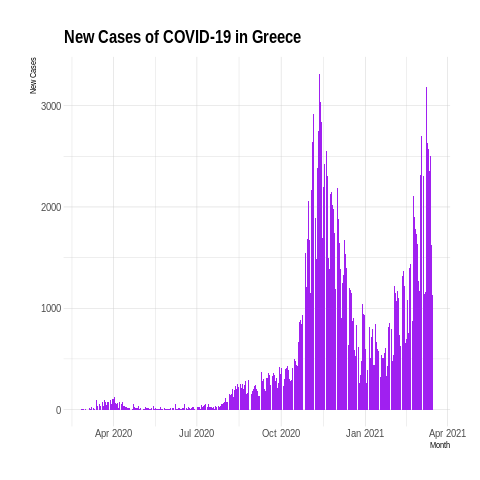 New Cases of COVID-19 in Greece
New Cases
3000
2000
1000
0
Apr 2020
Jul 2020
Oct 2020
Jan 2021
Apr 2021
Month